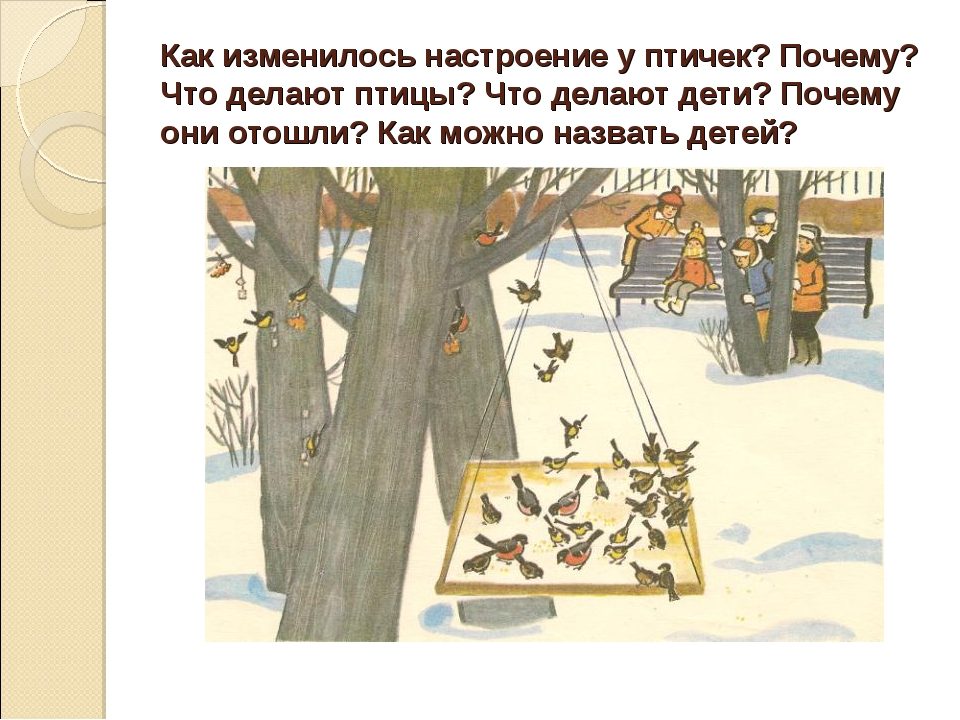 Как изменилось настроение у птичек? Почему?
Что делают птицы? Что делают дети? Почему
они отошли? Как можно назвать детей?